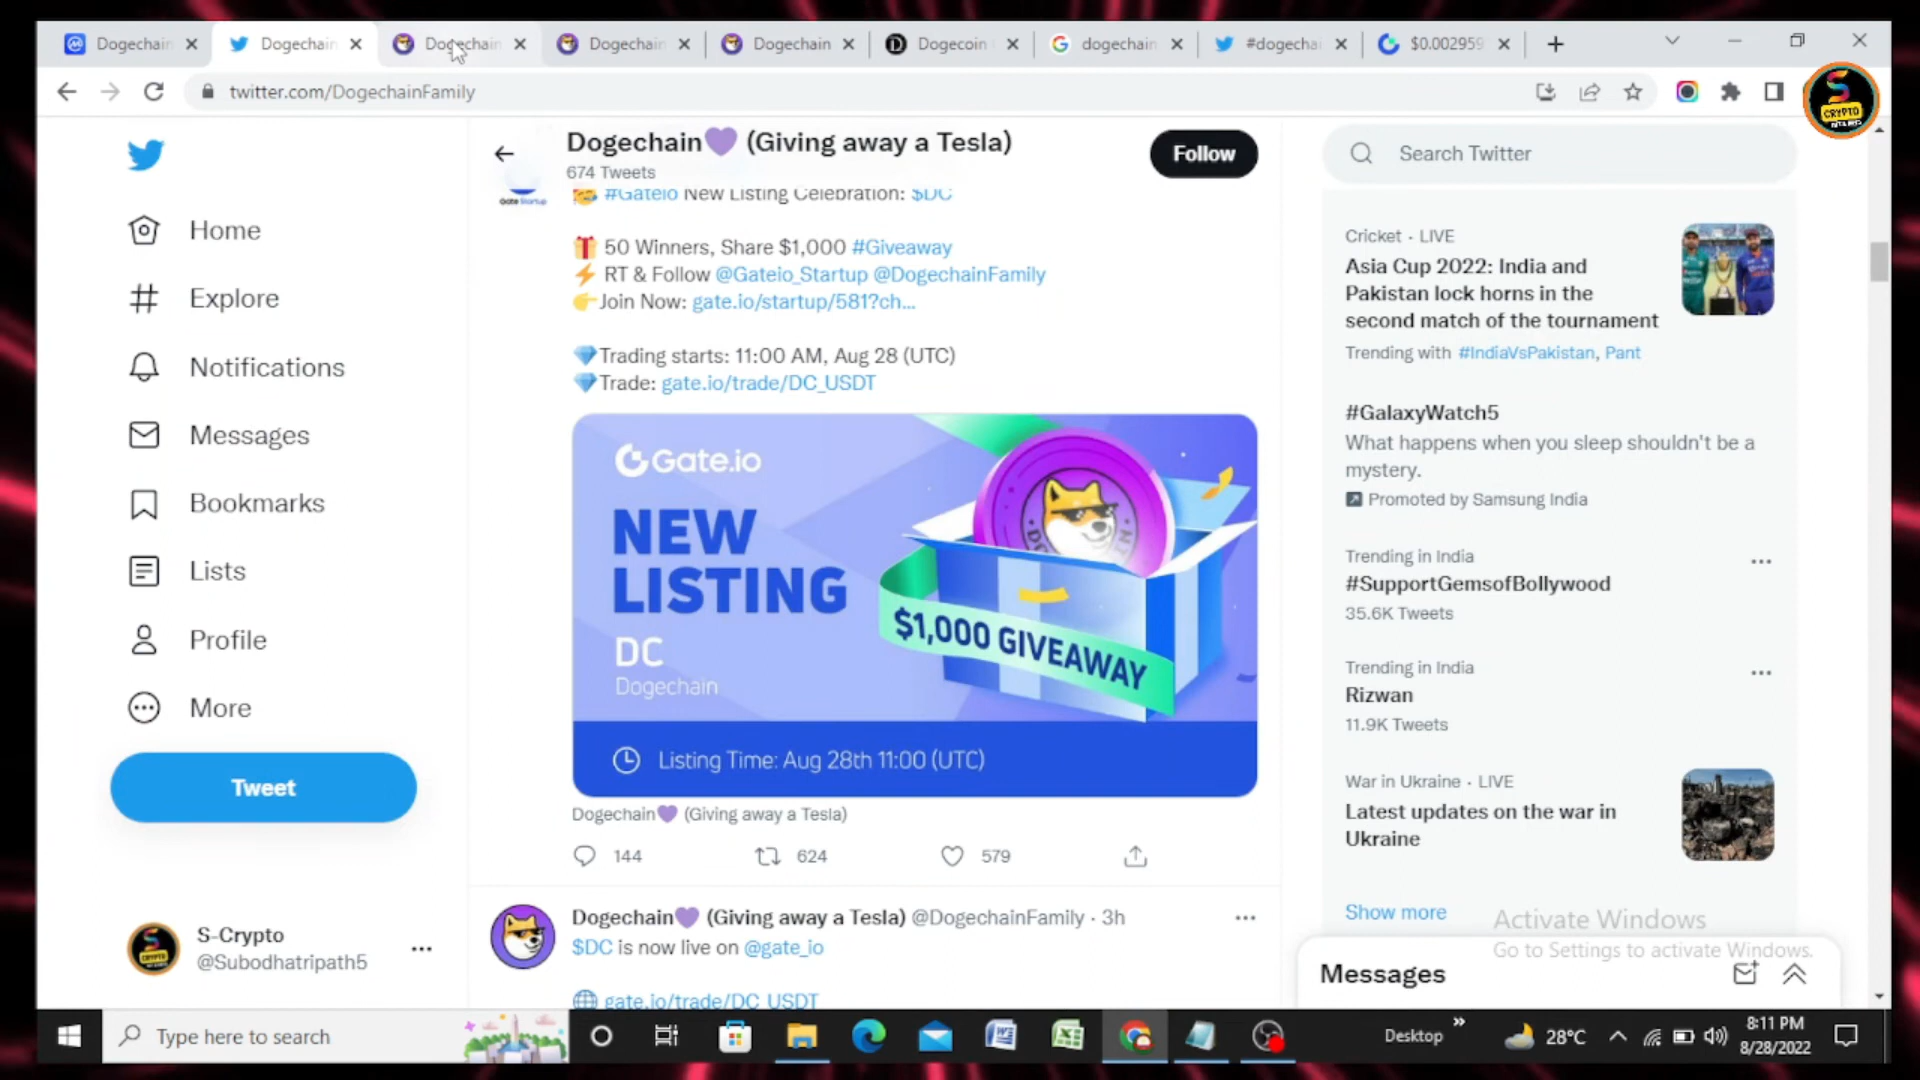 Dogechain
Dogechain
Dogechain
Dogechain
Dogechain
Dogecoin
dogechain
#dogecha
$0.002959
twitter.com/DogechainFamily
CRYPTO
Home
Explore
Notifications
Messages
Bookmarks
Lists
Profile
More
Tweet
S-Crypto
@Subodhatripath5
Dogechain💜 (Giving away a Tesla)
674 Tweets
Follow
Gate Startup
#Gateio New Listing Celebration: $DC
🎁 50 Winners, Share $1,000 #Giveaway
⚡ RT & Follow @Gateio_Startup @DogechainFamily
👉Join Now: gate.io/startup/581?ch...
💎Trading starts: 11:00 AM, Aug 28 (UTC)
💎Trade: gate.io/trade/DC_USDT
Gate.io
NEW
LISTING
DC
Dogechain
$1,000 GIVEAWAY
Listing Time: Aug 28th 11:00 (UTC)
Dogechain💜 (Giving away a Tesla)
144
624
579
Dogechain💜 (Giving away a Tesla) @DogechainFamily · 3h
$DC is now live on @gate_io
🌐 gate.io/trade/DC_USDT
Search Twitter
Cricket · LIVE
Asia Cup 2022: India and
Pakistan lock horns in the
second match of the tournament
Trending with #IndiaVsPakistan, Pant
#GalaxyWatch5
What happens when you sleep shouldn't be a
mystery.
Promoted by Samsung India
Trending in India
#SupportGemsofBollywood
35.6K Tweets
Trending in India
Rizwan
11.9K Tweets
War in Ukraine · LIVE
Latest updates on the war in
Ukraine
Show more
Activate Windows
Go to Settings to activate Windows.
Messages
Type here to search
Desktop
28°C
8:11 PM
8/28/2022